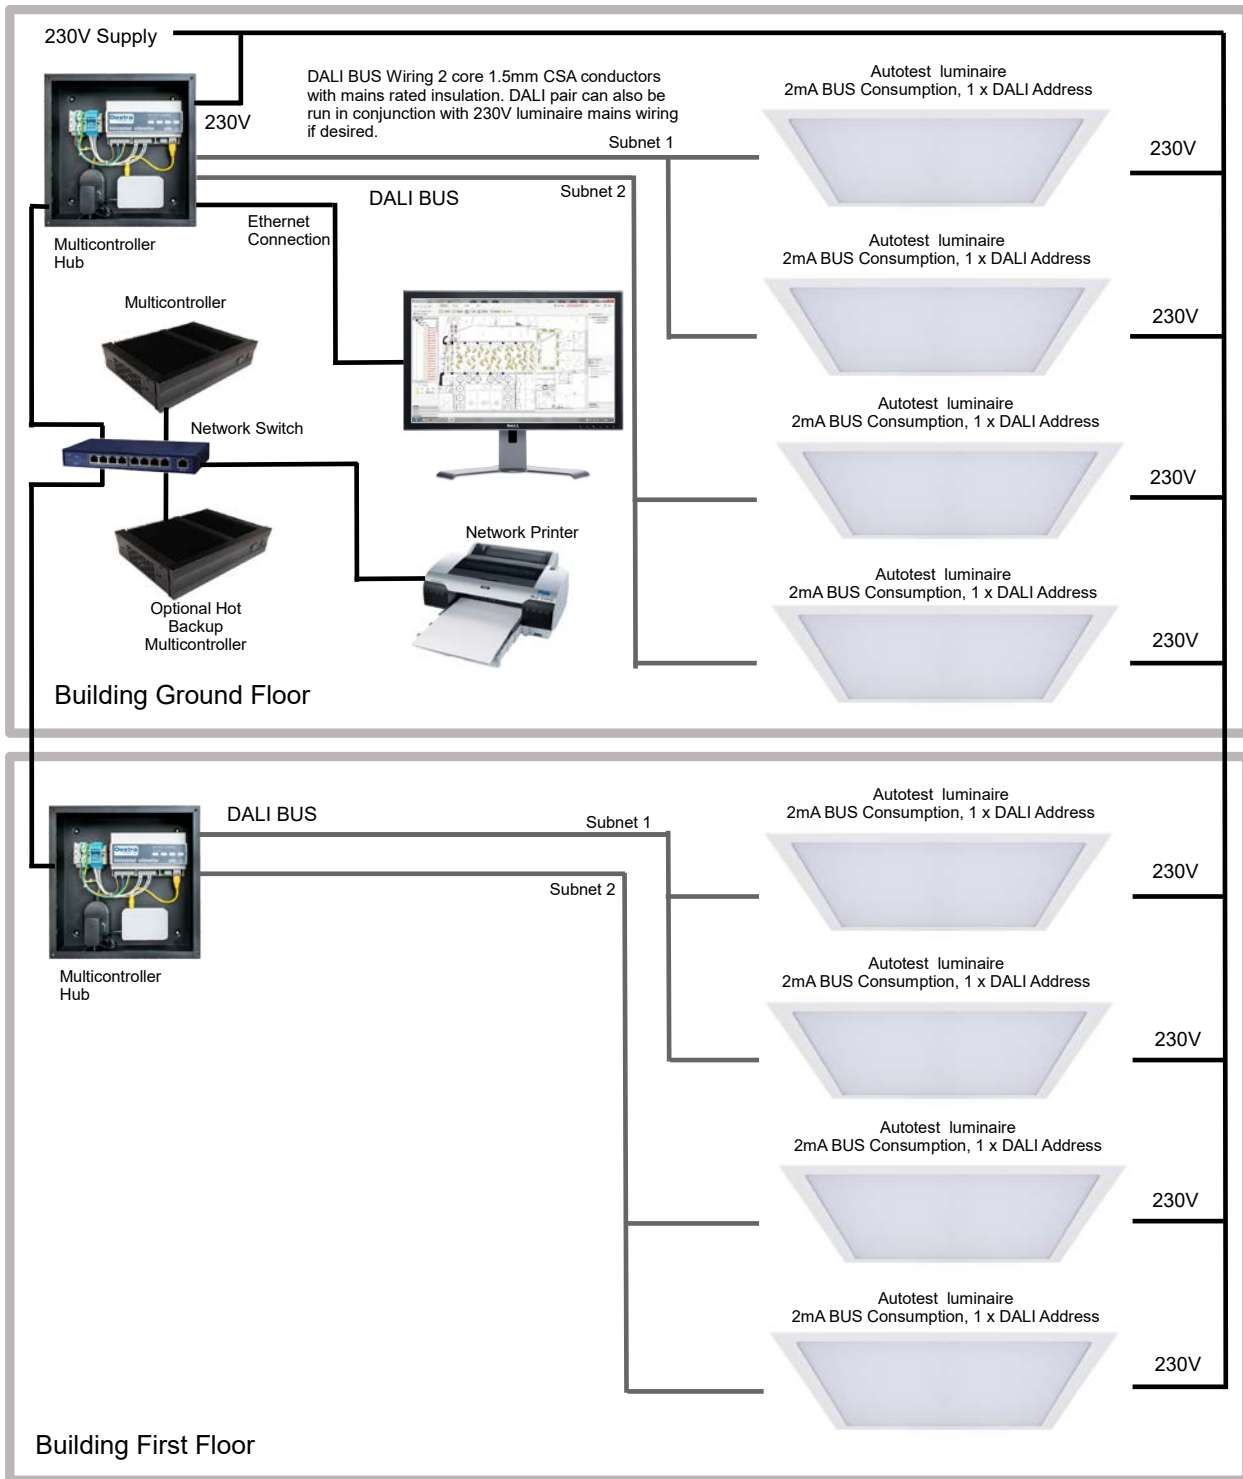 230V Supply
DALI BUS Wiring 2 core 1.5mm CSA conductors
with mains rated insulation. DALI pair can also be
run in conjunction with 230V luminaire mains wiring
if desired.
230V
Subnet 1
Subnet 2
DALI BUS
Ethernet
Connection
Dextra
Multicontroller
Hub
Autotest luminaire
2mA BUS Consumption, 1 x DALI Address
230V
Autotest luminaire
2mA BUS Consumption, 1 x DALI Address
230V
Multicontroller
Network Switch
DELL
Autotest luminaire
2mA BUS Consumption, 1 x DALI Address
230V
Network Printer
Optional Hot
Backup
Multicontroller
Autotest luminaire
2mA BUS Consumption, 1 x DALI Address
230V
Building Ground Floor
DALI BUS
Subnet 1
Subnet 2
Dextra
Multicontroller
Hub
Autotest luminaire
2mA BUS Consumption, 1 x DALI Address
230V
Autotest luminaire
2mA BUS Consumption, 1 x DALI Address
230V
Autotest luminaire
2mA BUS Consumption, 1 x DALI Address
230V
Autotest luminaire
2mA BUS Consumption, 1 x DALI Address
230V
Building First Floor